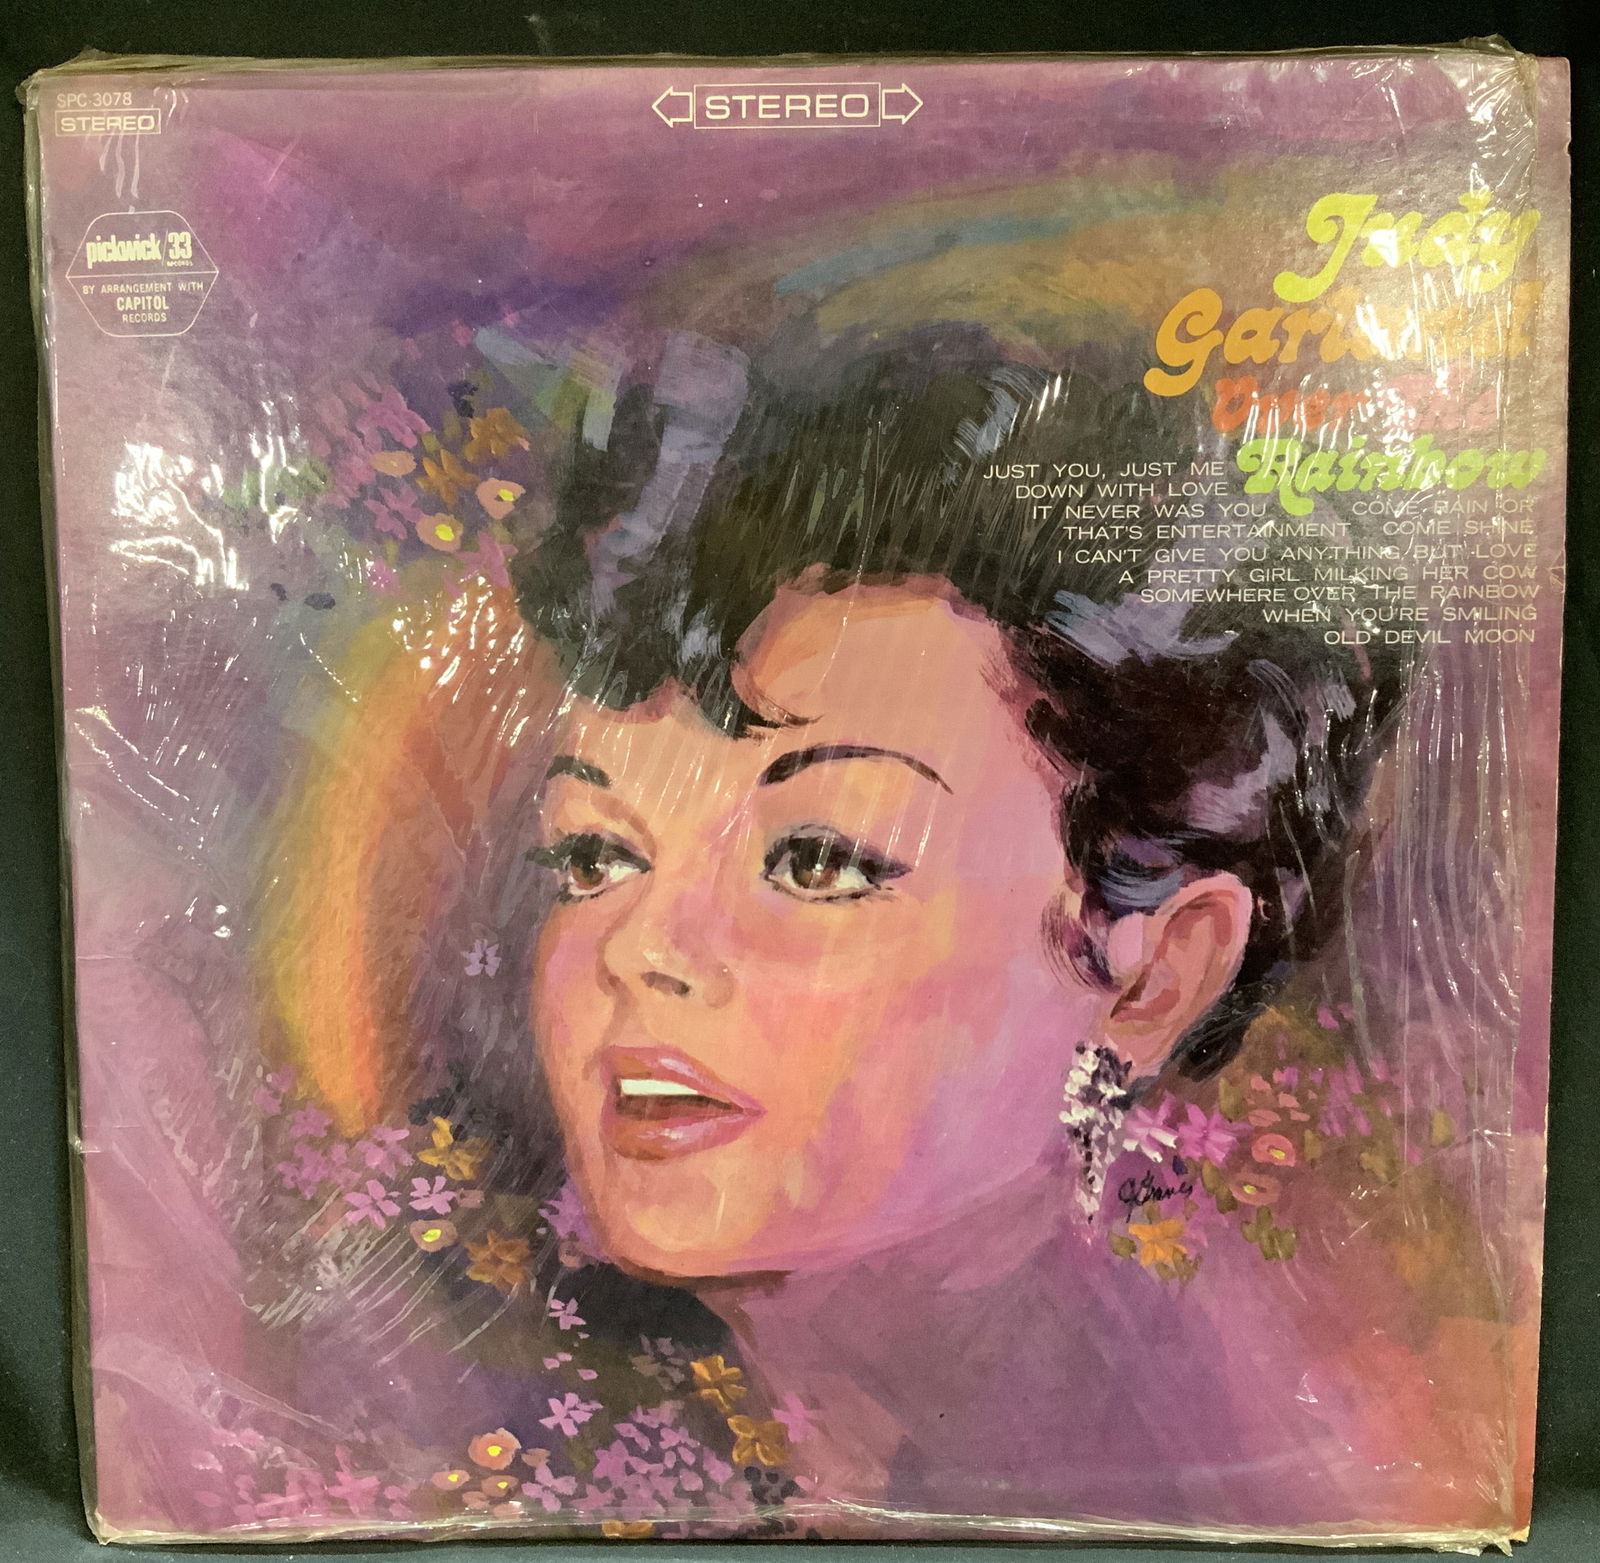 SPC-3078
STEREO
STEREO
pickwick/33
RECORDS
BY ARRANGEMENT WITH
CAPITOL
RECORDS
Judy
Garland
Over The
Rainbow
JUST YOU, JUST ME
DOWN WITH LOVE
IT NEVER WAS YOU COME RAIN OR
THAT'S ENTERTAINMENT COME SHINE
I CAN'T GIVE YOU ANYTHING BUT LOVE
A PRETTY GIRL MILKING HER COW
SOMEWHERE OVER THE RAINBOW
WHEN YOU'RE SMILING
OLD DEVIL MOON